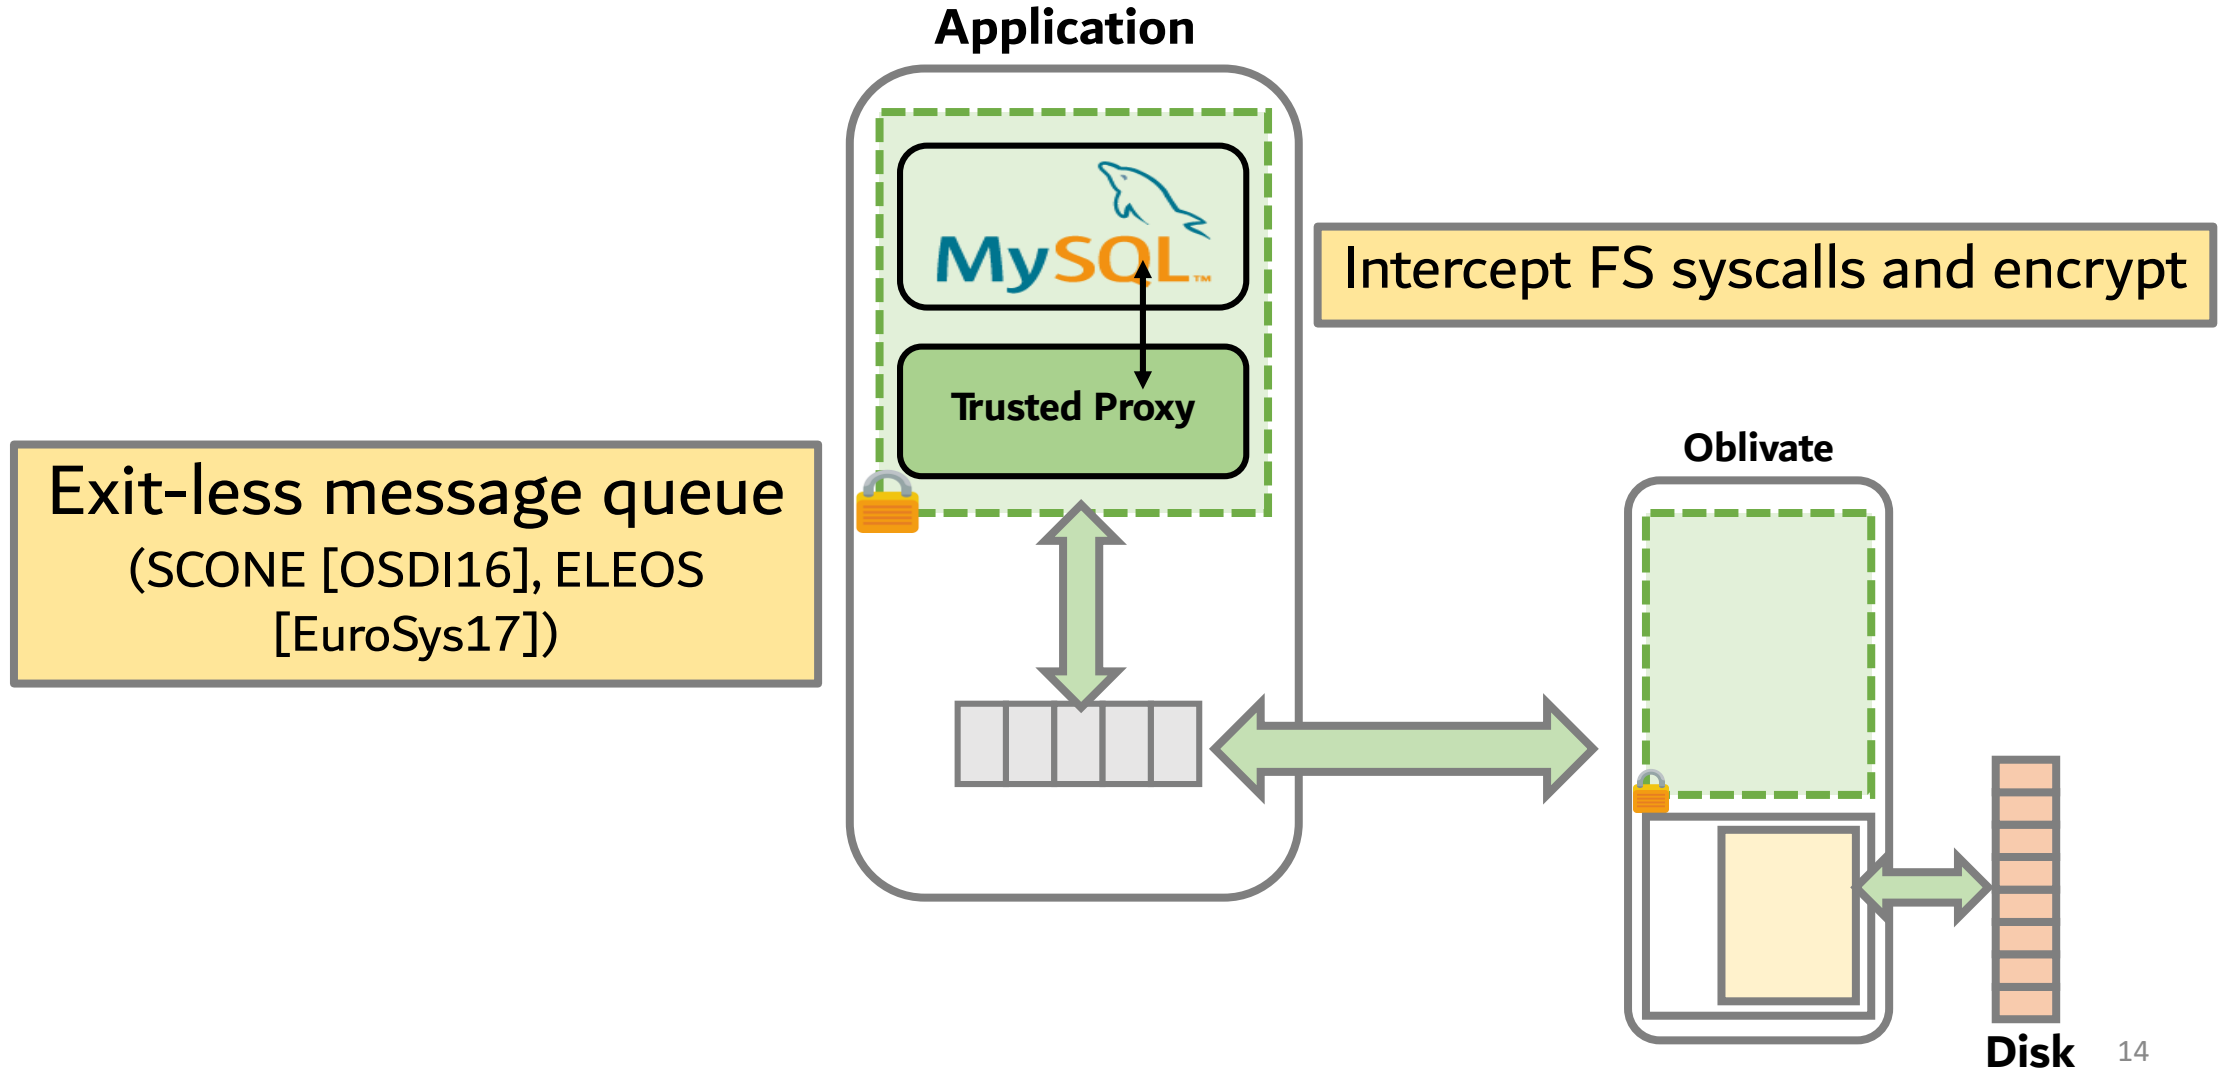 Application
MySQL™
Intercept FS syscalls and encrypt
Trusted Proxy
Exit-less message queue
(SCONE [OSDI16], ELEOS
[EuroSys17])
Oblivate
Disk
14